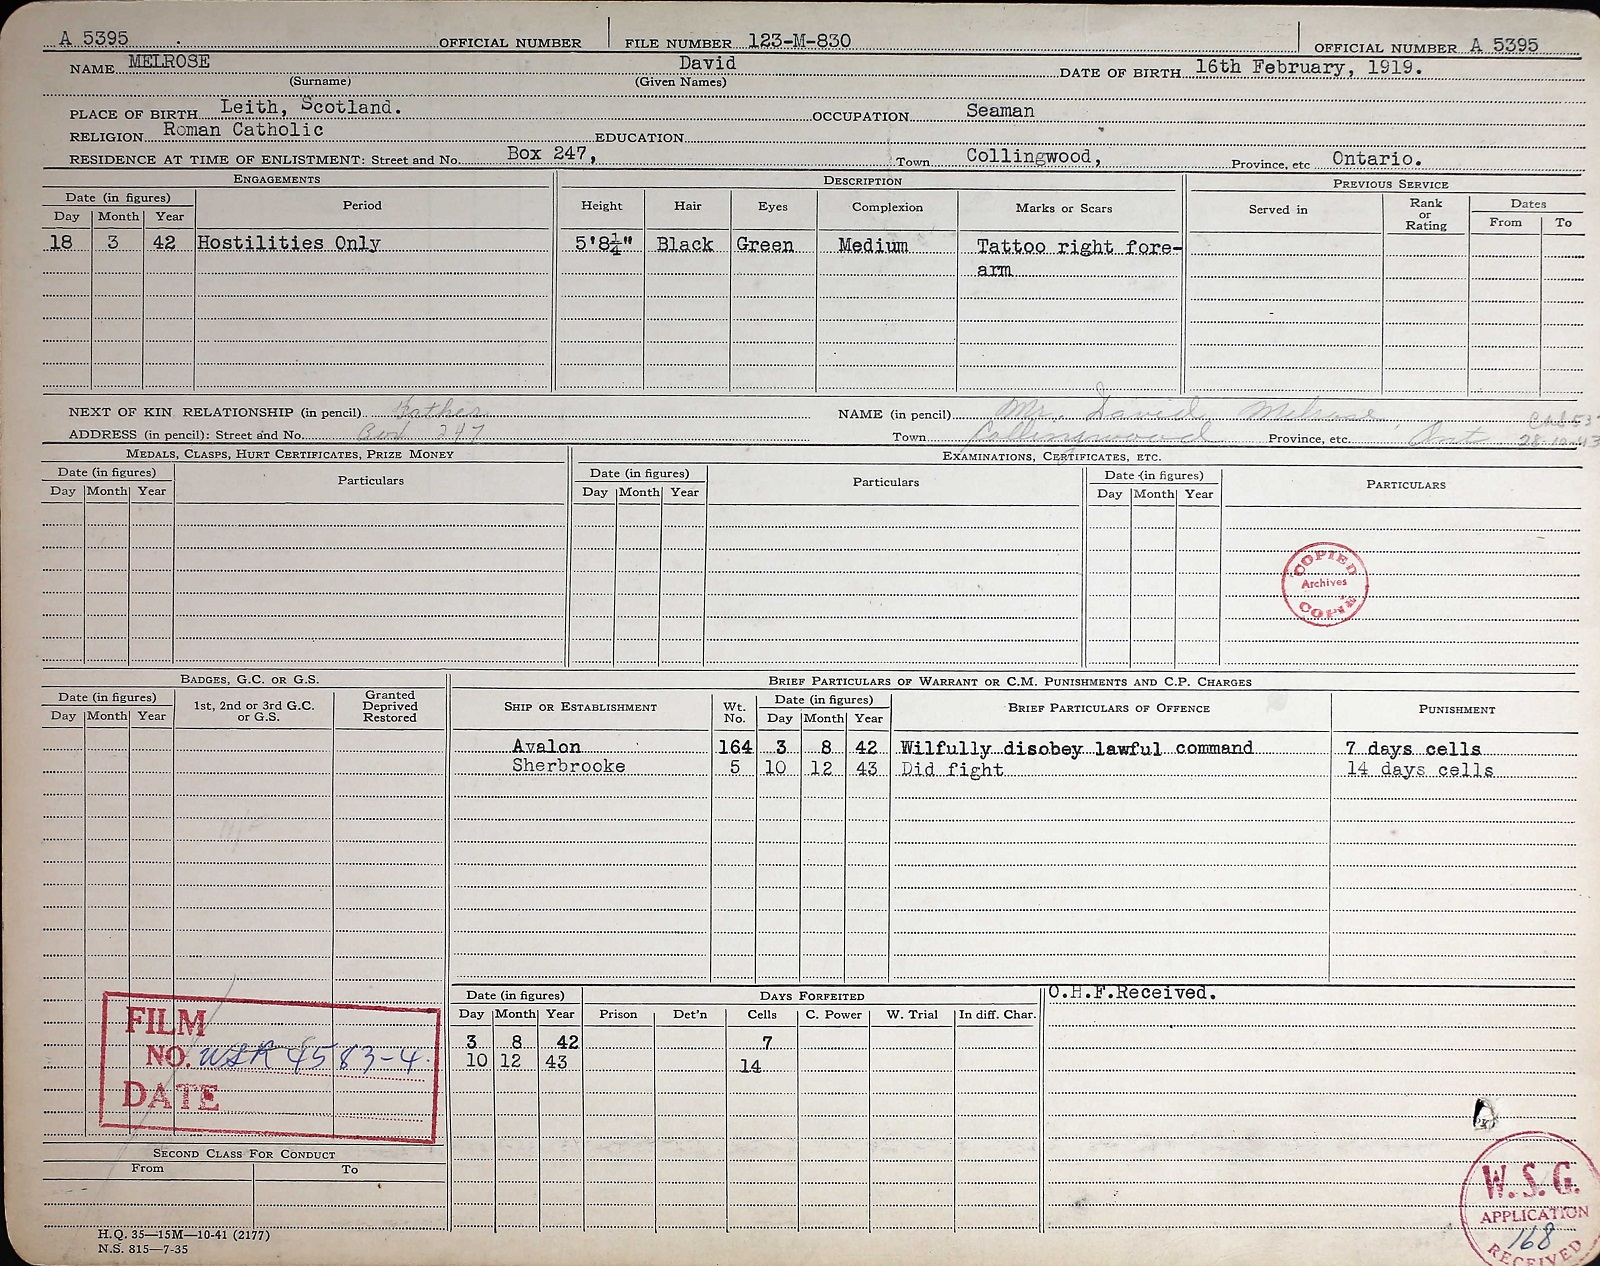 A 5395 OFFICIAL NUMBER FILE NUMBER 123-M-830 OFFICIAL NUMBER A 5395
NAME MELROSE David DATE OF BIRTH 16th February, 1919.
(Surname) (Given Names)
PLACE OF BIRTH Leith, Scotland. OCCUPATION Seaman
RELIGION Roman Catholic EDUCATION
RESIDENCE AT TIME OF ENLISTMENT: Street and No. Box 247, Town Collingwood, Province, etc Ontario.
ENGAGEMENTS DESCRIPTION PREVIOUS SERVICE
Date (in figures) Period Height Hair Eyes Complexion Marks or Scars Served in Rank or Rating Dates
Day Month Year From To
18 3 42 Hostilities Only 5'8¼" Black Green Medium Tattoo right fore-
arm
NEXT OF KIN RELATIONSHIP (in pencil) Father NAME (in pencil) Mr. David Melrose
ADDRESS (in pencil): Street and No. Box 247 Town Collingwood Province, etc. Ont 28-10-43
MEDALS, CLASPS, HURT CERTIFICATES, PRIZE MONEY EXAMINATIONS, CERTIFICATES, ETC.
Date (in figures) Particulars Date (in figures) Particulars Date (in figures) PARTICULARS
Day Month Year Day Month Year Day Month Year
COPIED
Archives
COPIÉ
BADGES, G.C. OR G.S. BRIEF PARTICULARS OF WARRANT OR C.M. PUNISHMENTS AND C.P. CHARGES
Date (in figures) 1st, 2nd or 3rd G.C. or G.S. Granted Deprived Restored SHIP OR ESTABLISHMENT Wt. No. Date (in figures) BRIEF PARTICULARS OF OFFENCE PUNISHMENT
Day Month Year Day Month Year
Avalon 164 3 8 42 Wilfully disobey lawful command 7 days cells
Sherbrooke 5 10 12 43 Did fight 14 days cells
Date (in figures) DAYS FORFEITED O.H.F.Received.
Day Month Year Prison Det'n Cells C. Power W. Trial In diff. Char.
3 8 42 7
10 12 43 14
FILM
NO. WSR 4583-4.
DATE
SECOND CLASS FOR CONDUCT
From To
H.Q. 35—15M—10-41 (2177)
N.S. 815—7-35
W.S.G.
APPLICATION
168
RECEIVED